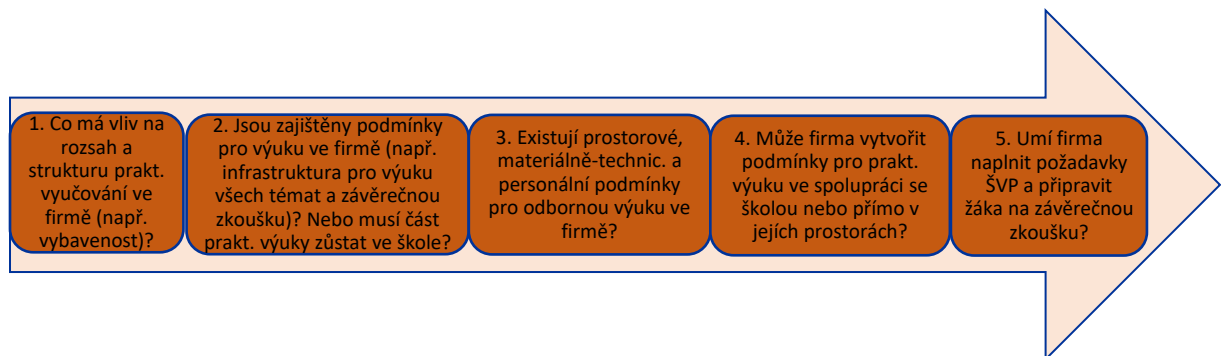 1. Co má vliv na
rozsah a
strukturu prakt.
vyučování ve
firmě (např.
vybavenost)?
2. Jsou zajištěny podmínky
pro výuku ve firmě (např.
infrastruktura pro výuku
všech témat a závěrečnou
zkoušku)? Nebo musí část
prakt. výuky zůstat ve škole?
3. Existují prostorové,
materiálně-technic. a
personální podmínky
pro odbornou výuku ve
firmě?
4. Může firma vytvořit
podmínky pro prakt.
výuku ve spolupráci se
školou nebo přímo v
jejích prostorách?
5. Umí firma
naplnit požadavky
ŠVP a připravit
žáka na závěrečnou
zkoušku?